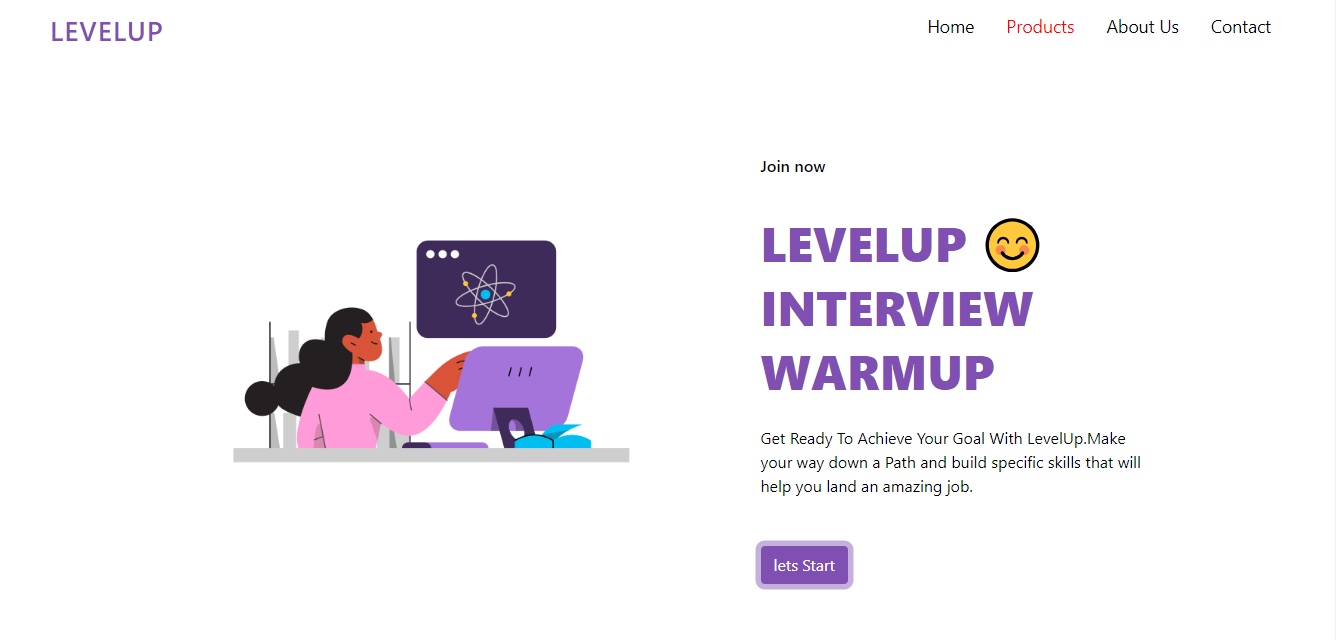 LEVELUP
Home Products About Us Contact
Join now
LEVELUP 😊
INTERVIEW
WARMUP
Get Ready To Achieve Your Goal With LevelUp.Make
your way down a Path and build specific skills that will
help you land an amazing job.
lets Start